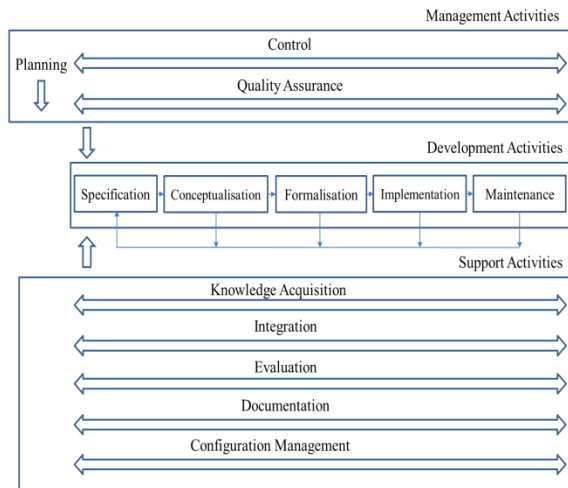 Management Activities
Control
Planning
Quality Assurance
Development Activities
Specification
Conceptualisation
Formalisation
Implementation
Maintenance
Support Activities
Knowledge Acquisition
Integration
Evaluation
Documentation
Configuration Management